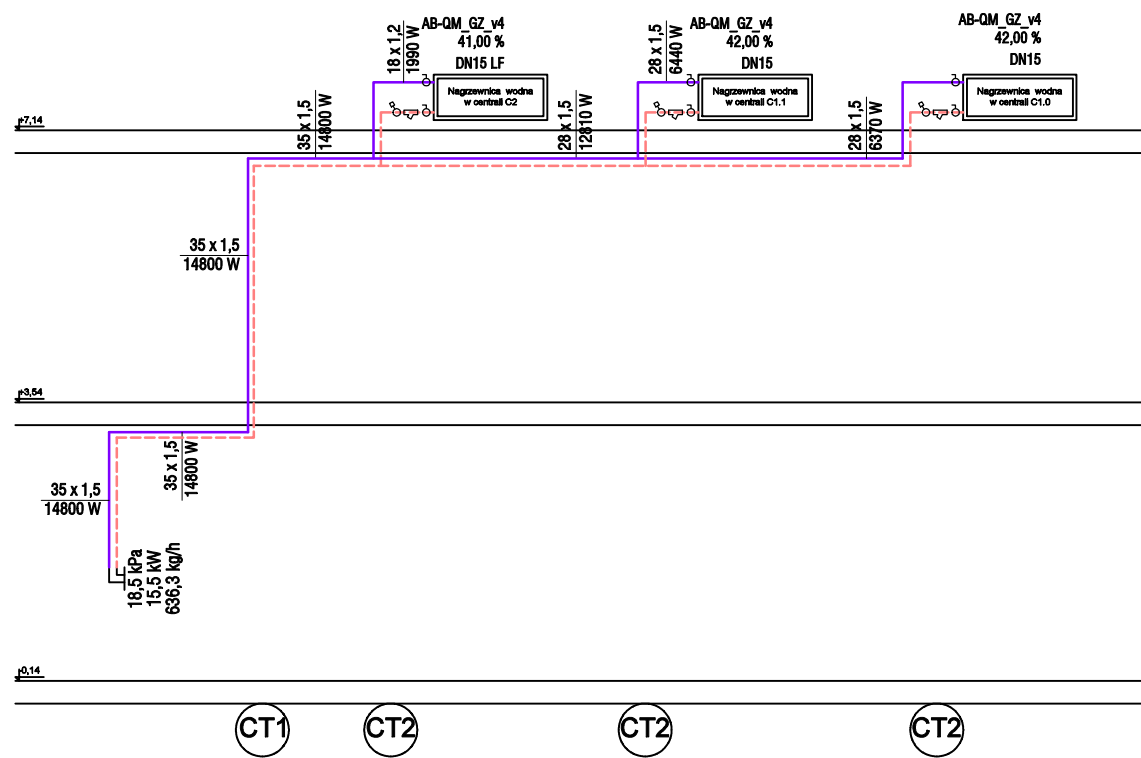 AB-QM_GZ_v4
41,00 %
DN15 LF
18 x 1,2
1990 W
Nagrzewnica wodna
w centrali C2
AB-QM_GZ_v4
42,00 %
DN15
28 x 1,5
6440 W
Nagrzewnica wodna
w centrali C1.1
AB-QM_GZ_v4
42,00 %
DN15
Nagrzewnica wodna
w centrali C1.0
+7,14
35 x 1,5
14800 W
28 x 1,5
12810 W
28 x 1,5
6370 W
35 x 1,5
14800 W
+3,54
35 x 1,5
14800 W
35 x 1,5
14800 W
18,5 kPa
15,5 kW
636,3 kg/h
-0,14
CT1
CT2
CT2
CT2